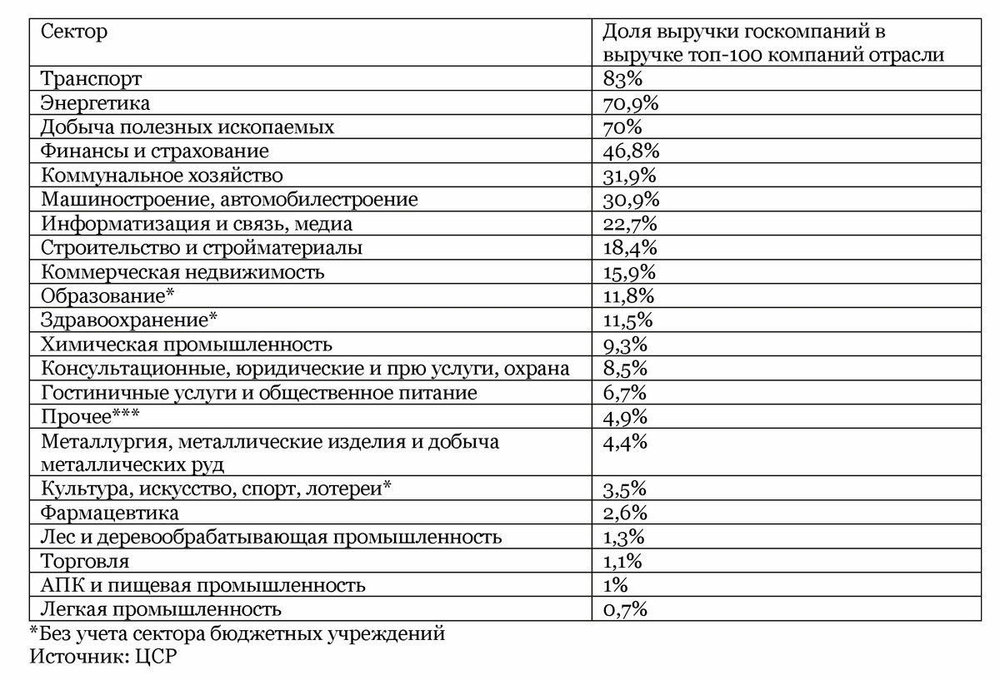 Сектор
Доля выручки госкомпаний в
выручке топ-100 компаний отрасли
Транспорт 83%
Энергетика 70,9%
Добыча полезных ископаемых 70%
Финансы и страхование 46,8%
Коммунальное хозяйство 31,9%
Машиностроение, автомобилестроение 30,9%
Информатизация и связь, медиа 22,7%
Строительство и стройматериалы 18,4%
Коммерческая недвижимость 15,9%
Образование* 11,8%
Здравоохранение* 11,5%
Химическая промышленность 9,3%
Консультационные, юридические и прю услуги, охрана 8,5%
Гостиничные услуги и общественное питание 6,7%
Прочее*** 4,9%
Металлургия, металлические изделия и добыча
металлических руд
4,4%
Культура, искусство, спорт, лотереи* 3,5%
Фармацевтика 2,6%
Лес и деревообрабатывающая промышленность 1,3%
Торговля 1,1%
АПК и пищевая промышленность 1%
Легкая промышленность 0,7%
*Без учета сектора бюджетных учреждений
Источник: ЦСР